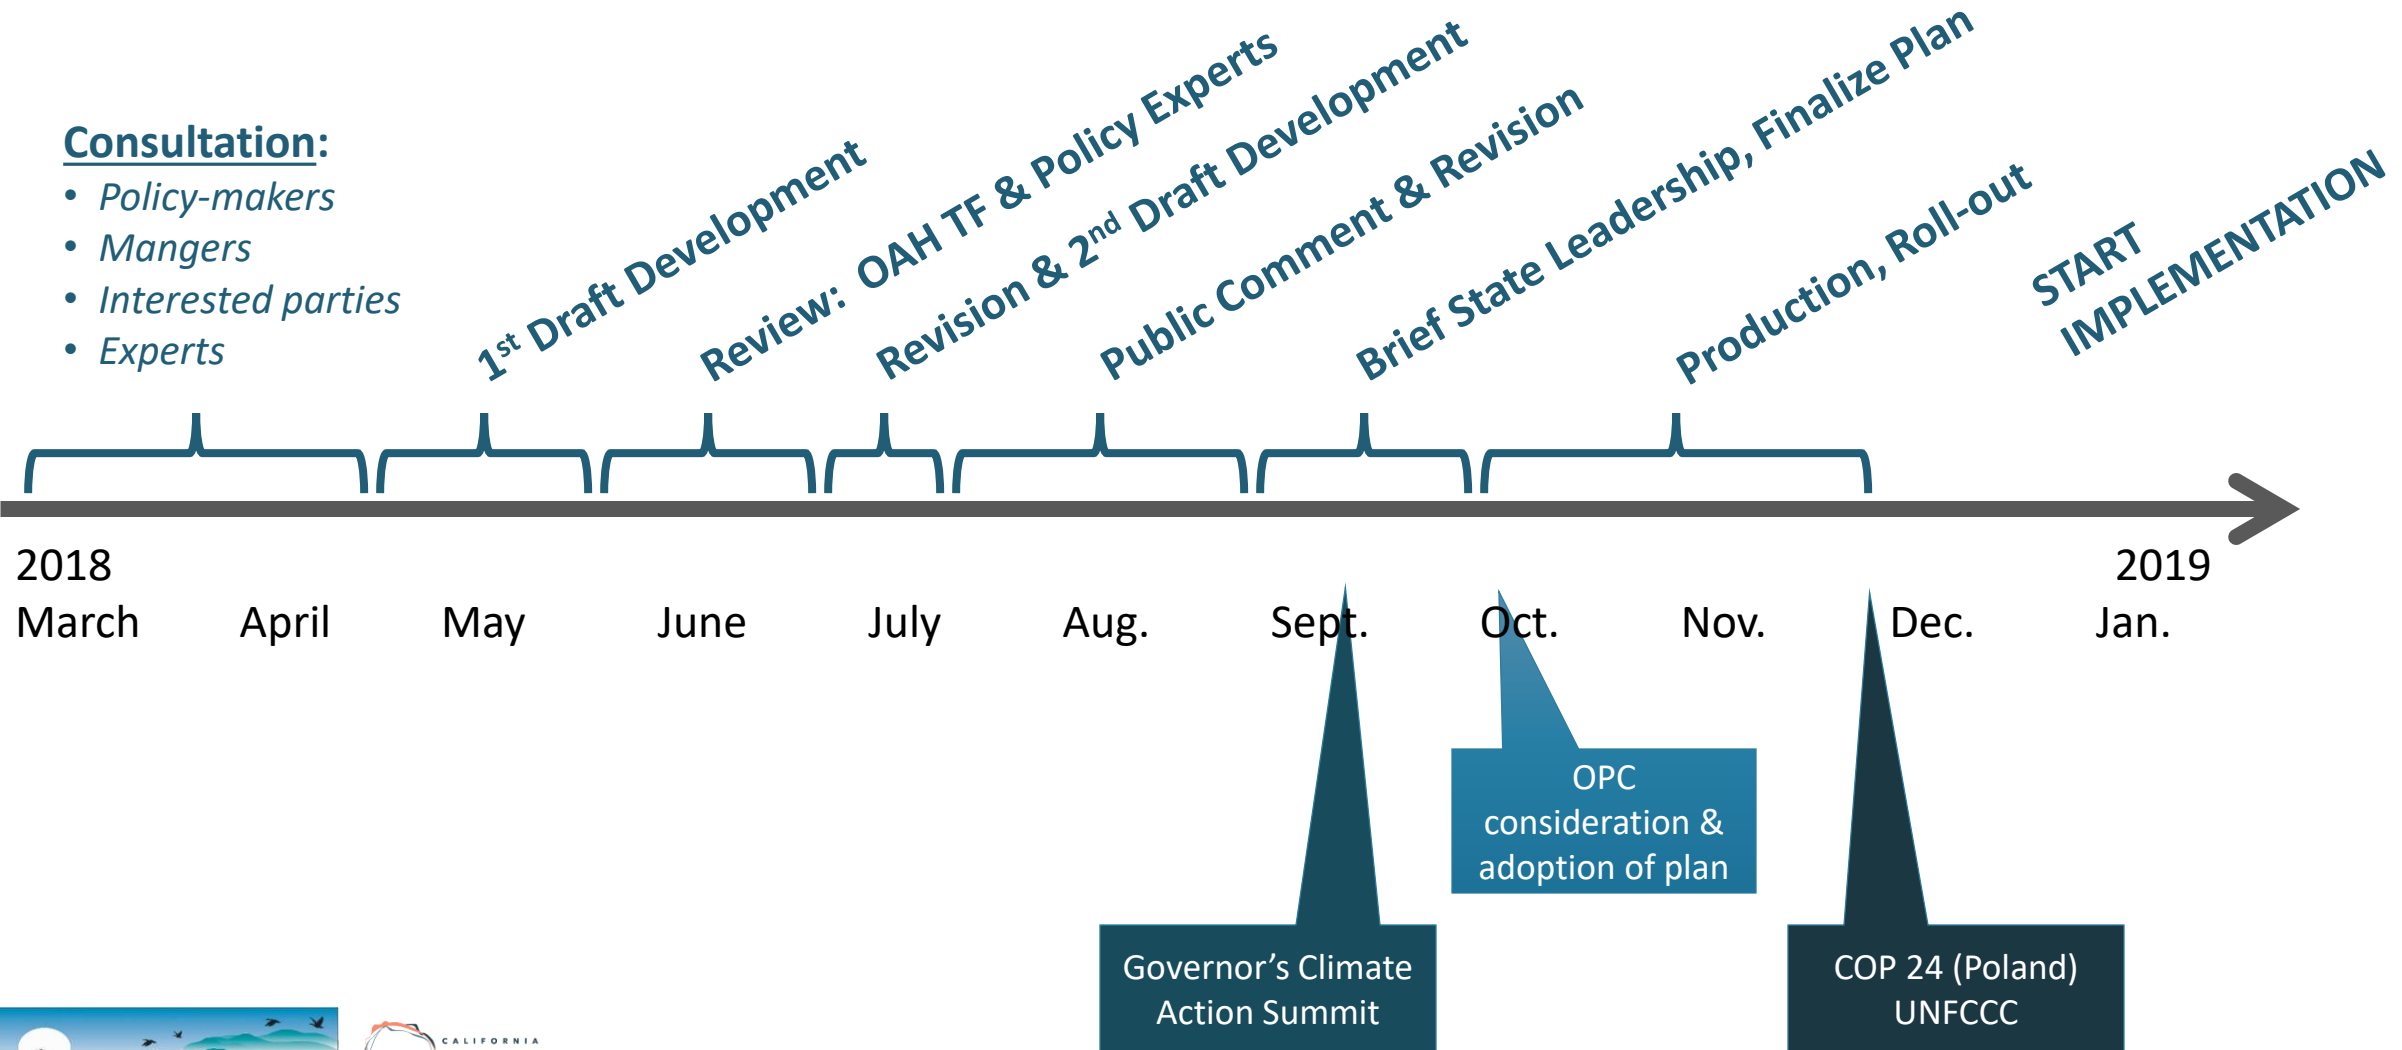 Consultation:
• Policy-makers
• Mangers
• Interested parties
• Experts
1st Draft Development
Review: OAH TF & Policy Experts
Revision & 2nd Draft Development
Public Comment & Revision
Brief State Leadership, Finalize Plan
Production, Roll-out
START
IMPLEMENTATION
2018
2019
March April May June July Aug. Sept. Oct. Nov. Dec. Jan.
OPC
consideration &
adoption of plan
Governor’s Climate
Action Summit
COP 24 (Poland)
UNFCCC
CALIFORNIA